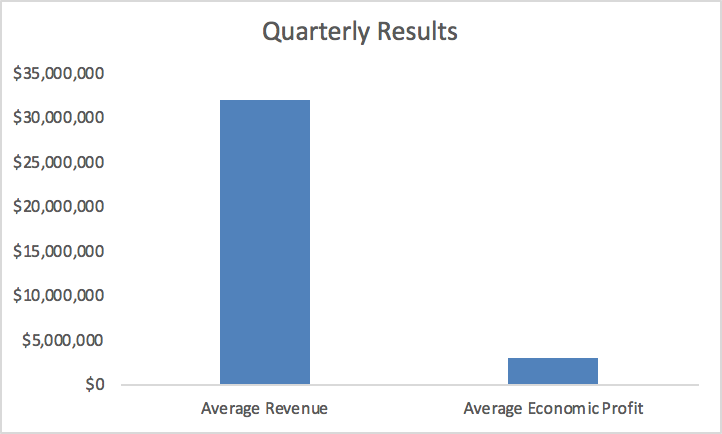 Quarterly Results
$35,000,000
$30,000,000
$25,000,000
$20,000,000
$15,000,000
$10,000,000
$5,000,000
$0
Average Revenue
Average Economic Profit